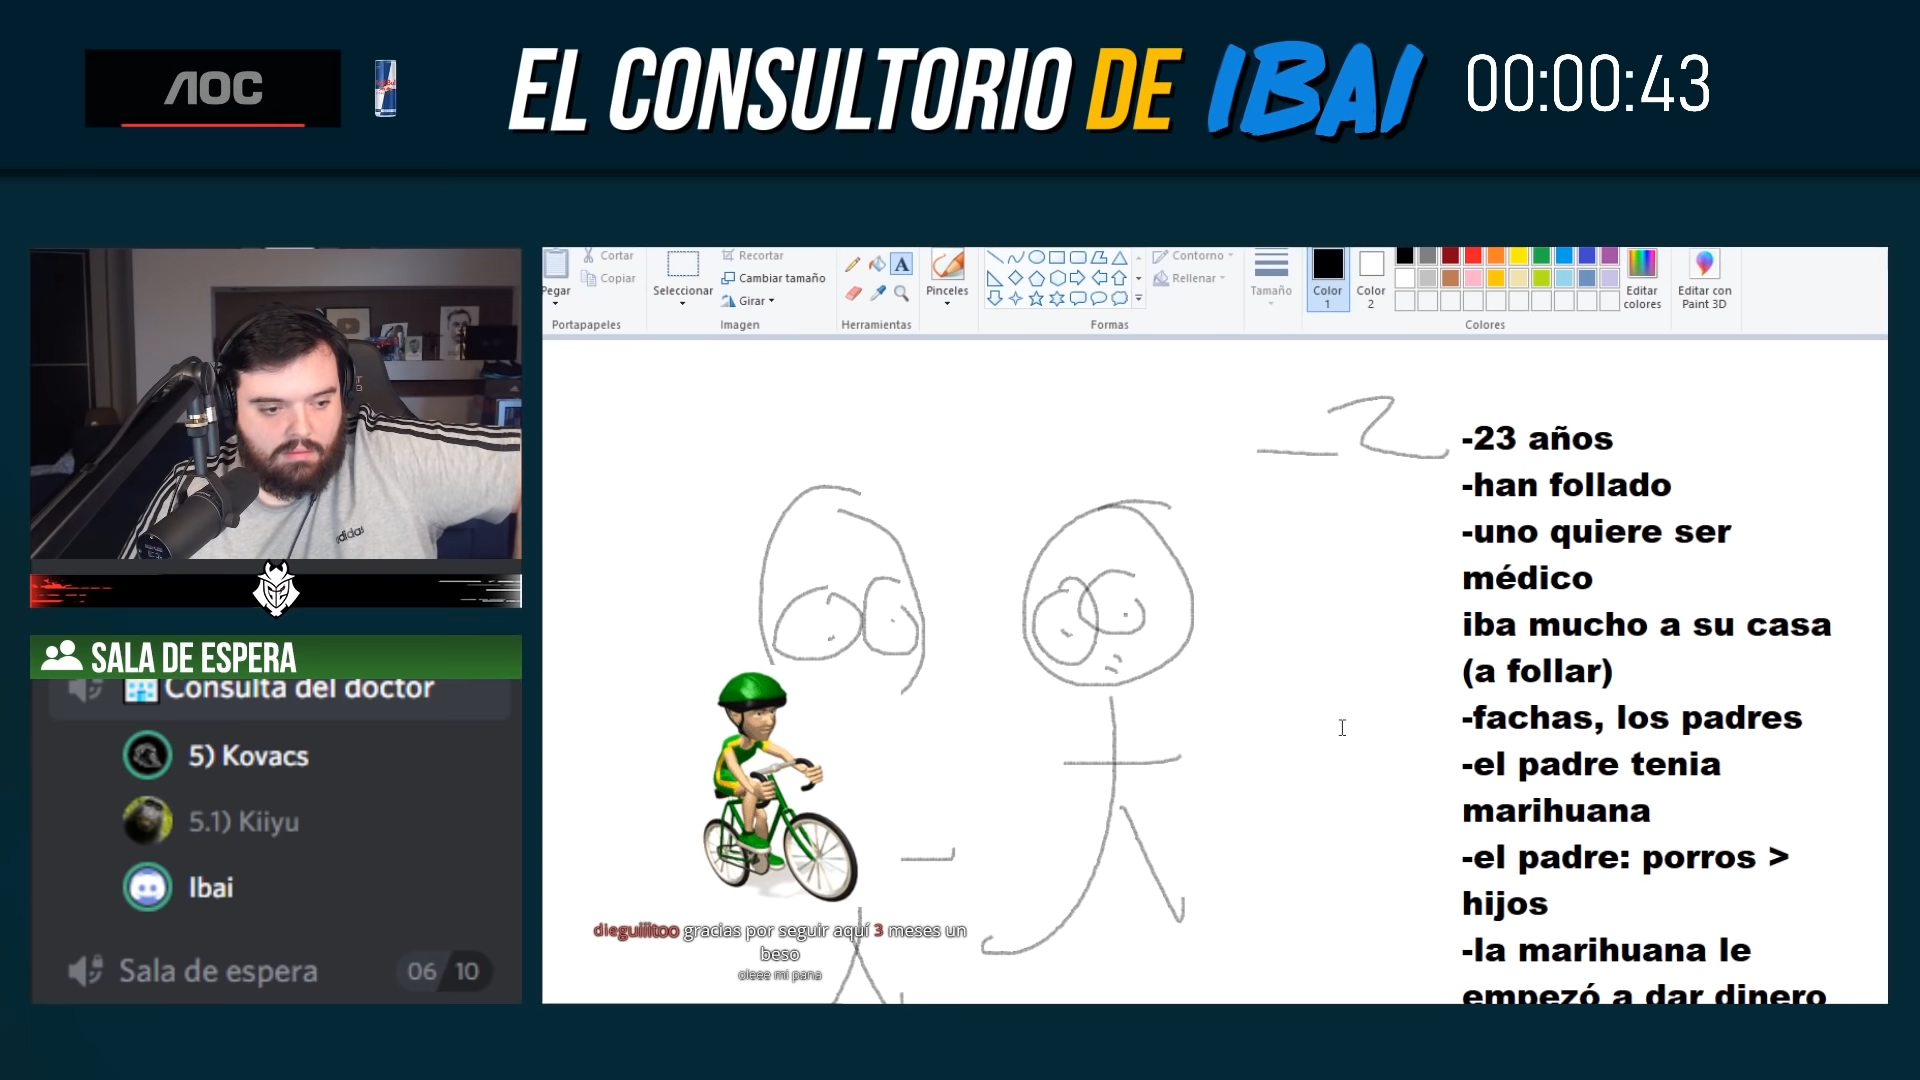 AOC
EL CONSULTORIO DE IBAI
00:00:43
Cortar
Copiar
Pegar
Portapapeles
Seleccionar
Recortar
Cambiar tamaño
Girar
Imagen
A
Herramientas
Pinceles
Formas
Contorno
Rellenar
Tamaño
Color
1
Color
2
Editar
colores
Editar con
Paint 3D
Colores
adidas
SALA DE ESPERA
Consulta del doctor
5) Kovacs
5.1) Kiiyu
Ibai
Sala de espera
06 10
2
-23 años
-han follado
-uno quiere ser
médico
iba mucho a su casa
(a follar)
-fachas, los padres
-el padre tenia
marihuana
-el padre: porros >
hijos
-la marihuana le
empezó a dar dinero
dieguiiitoo gracias por seguir aquí 3 meses un
beso
oleee mi pana